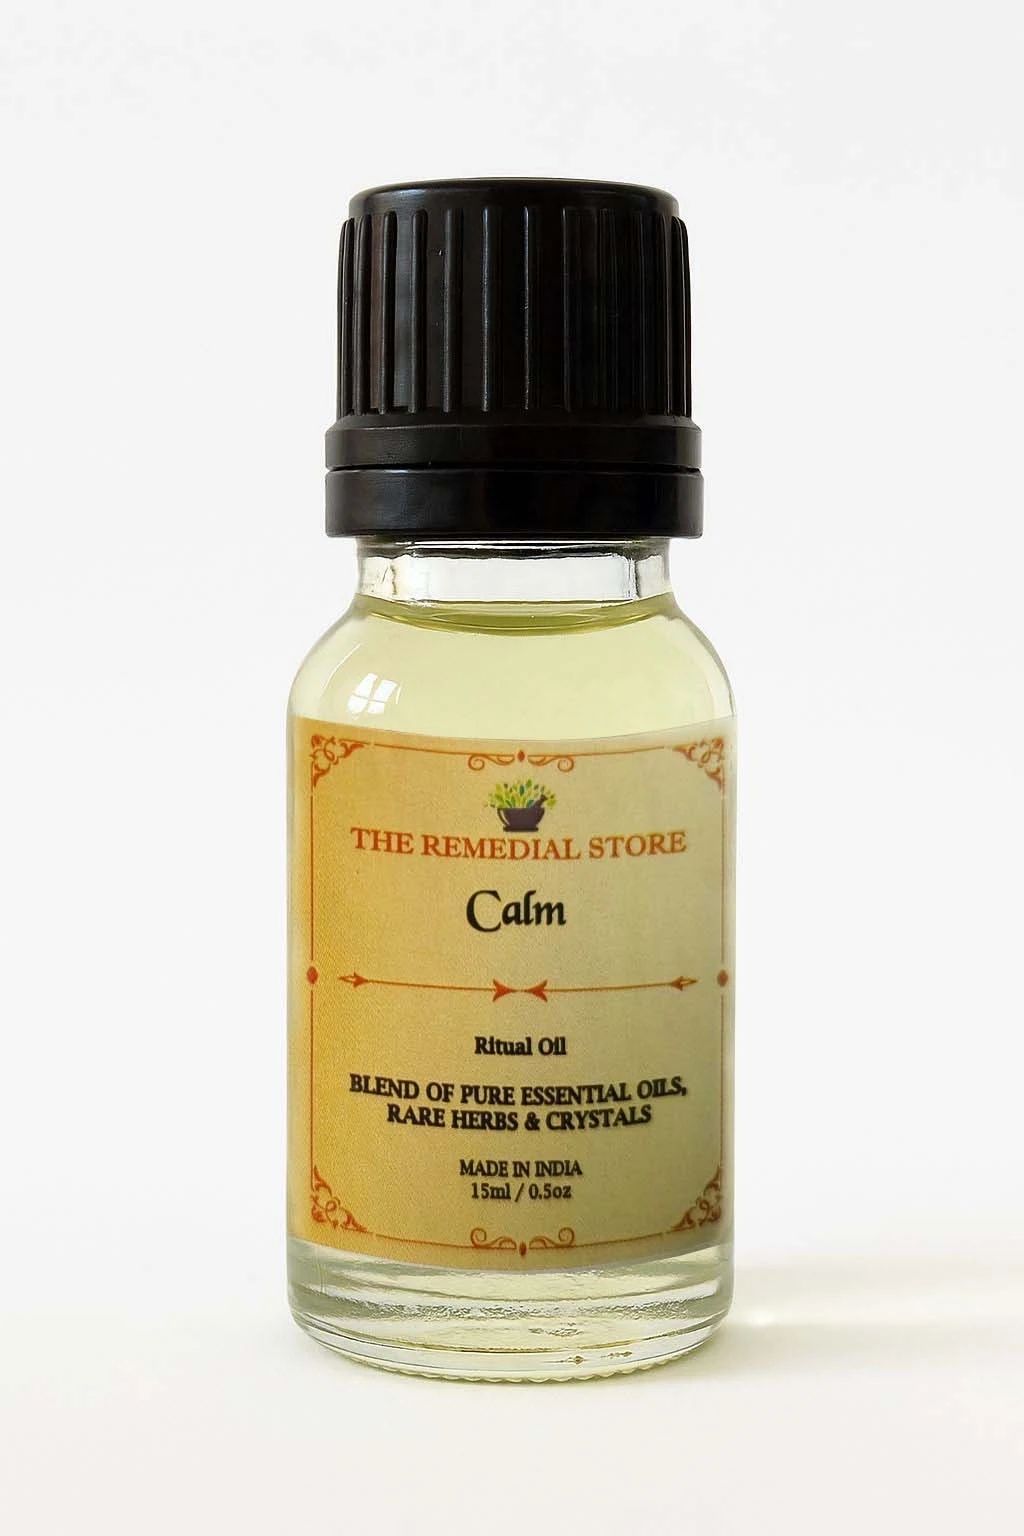 THE REMEDIAL STORE
Calm
Ritual Oil
BLEND OF PURE ESSENTIAL OILS,
RARE HERBS & CRYSTALS
MADE IN INDIA
15ml / 0.5oz